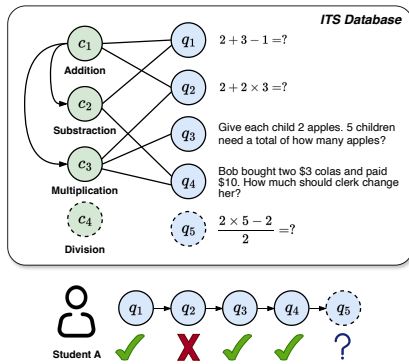 ITS Database
c1
Addition
c2
Substraction
c3
Multiplication
c4
Division
q1
2 + 3 − 1 =?
q2
2 + 2 × 3 =?
q3
Give each child 2 apples. 5 children
need a total of how many apples?
q4
Bob bought two $3 colas and paid
$10. How much should clerk change
her?
q5
2 × 5 − 2
2
=?
Student A
q1 q2 q3 q4 q5
?